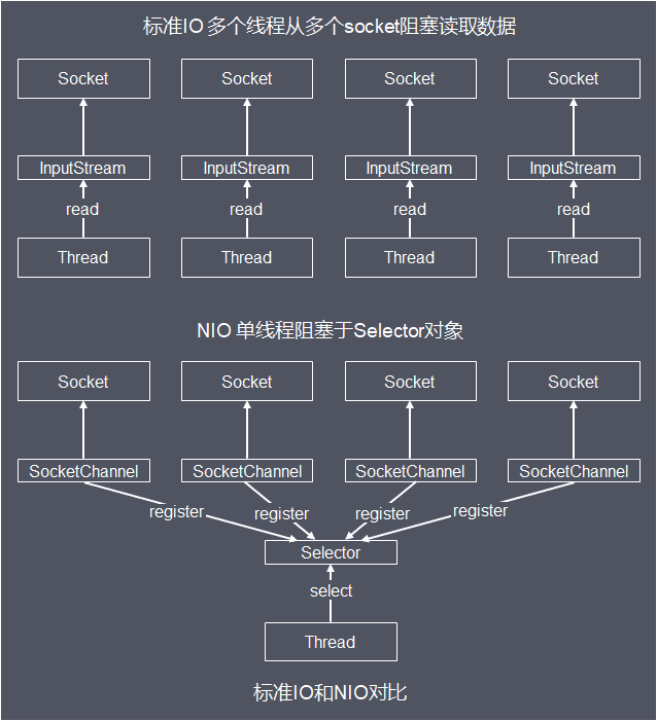 标准IO 多个线程从多个socket阻塞读取数据
Socket Socket Socket Socket
InputStream InputStream InputStream InputStream
read read read read
Thread Thread Thread Thread
NIO 单线程阻塞于Selector对象
Socket Socket Socket Socket
SocketChannel SocketChannel SocketChannel SocketChannel
register register register register
Selector
select
Thread
标准IO和NIO对比